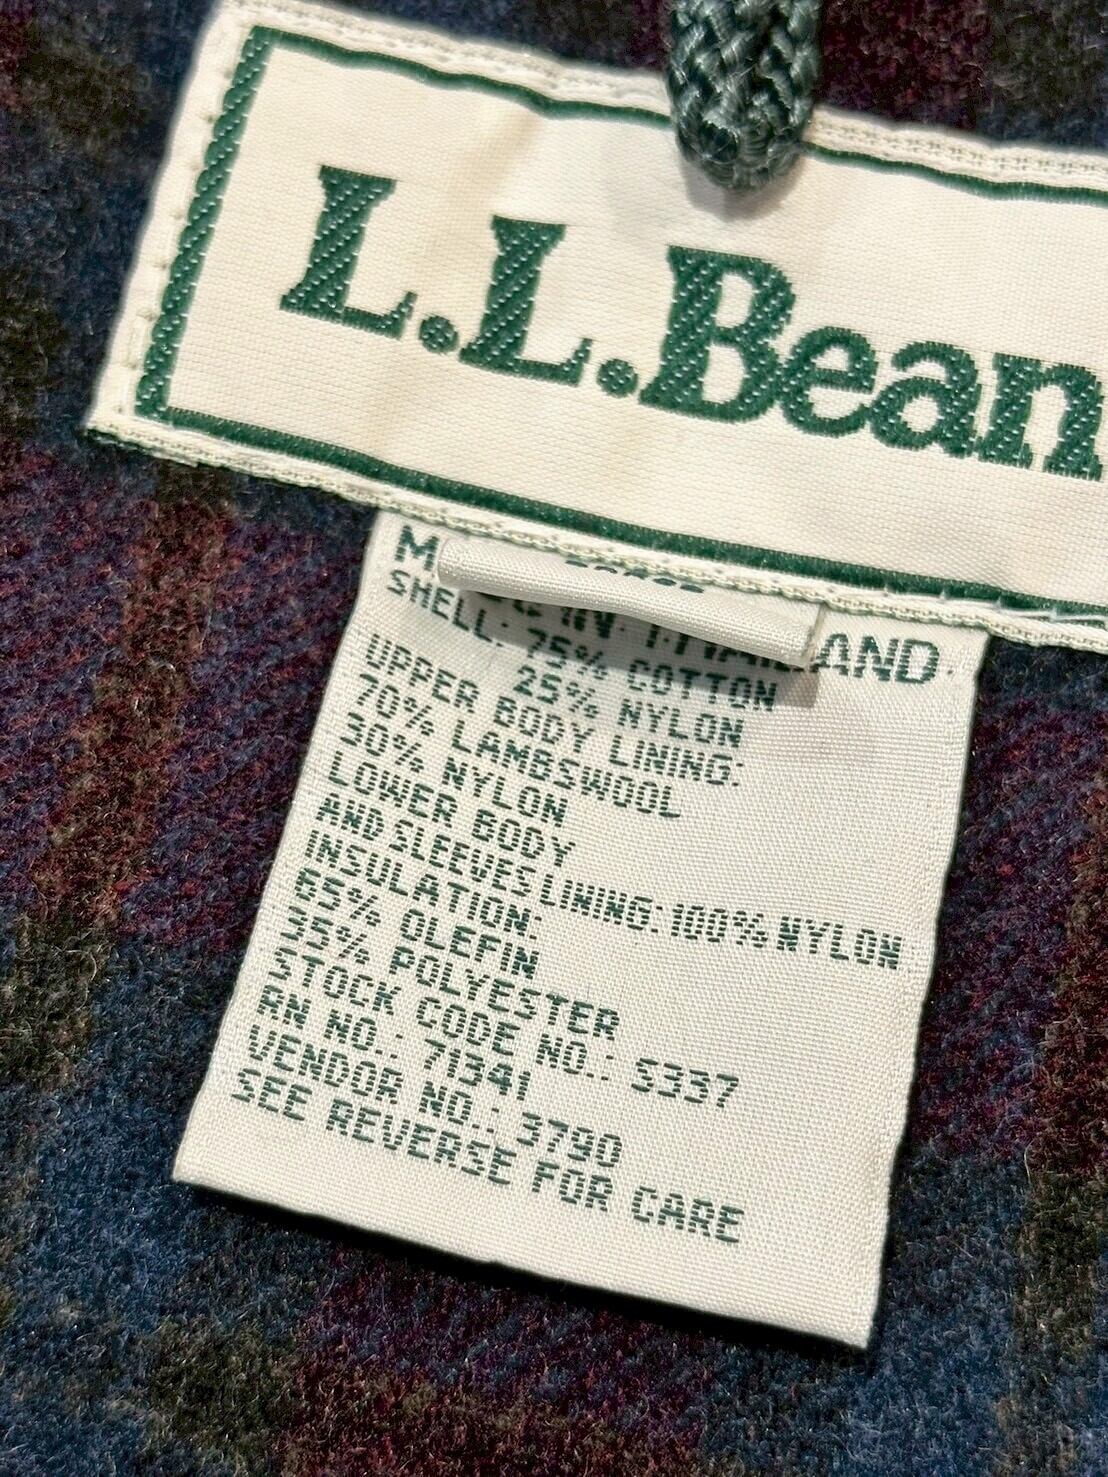 L.L.Bean
SHELL: 75% COTTON
25% NYLON
UPPER BODY LINING:
70% LAMBSWOOL
30% NYLON
LOWER BODY
AND SLEEVES LINING: 100% NYLON
INSULATION:
65% OLEFIN
35% POLYESTER
STOCK CODE NO.: 5337
RN NO.: 71341
VENDOR NO.: 3790
SEE REVERSE FOR CARE